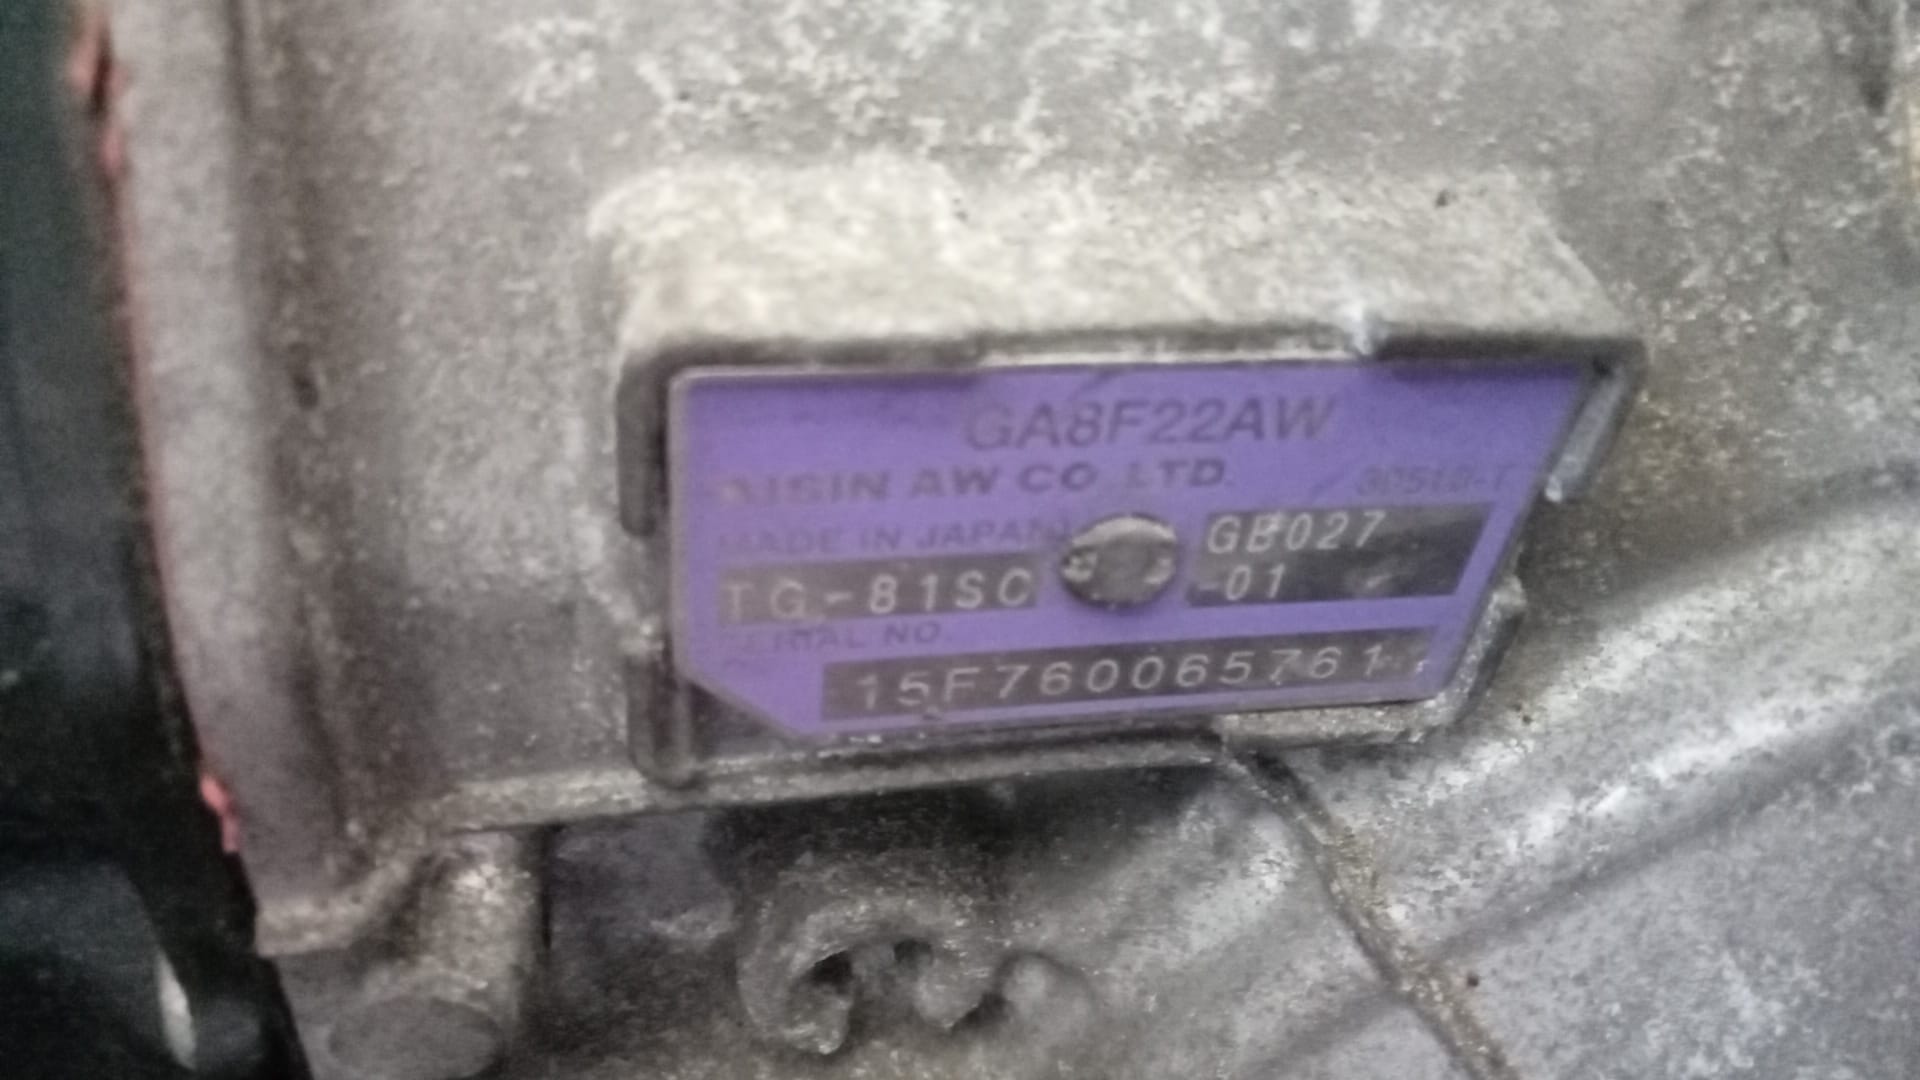 GA8F22AW
AISIN AW CO LTD.
MADE IN JAPAN
GB027
TG-81SC
-01
SERIAL NO.
15F760065761